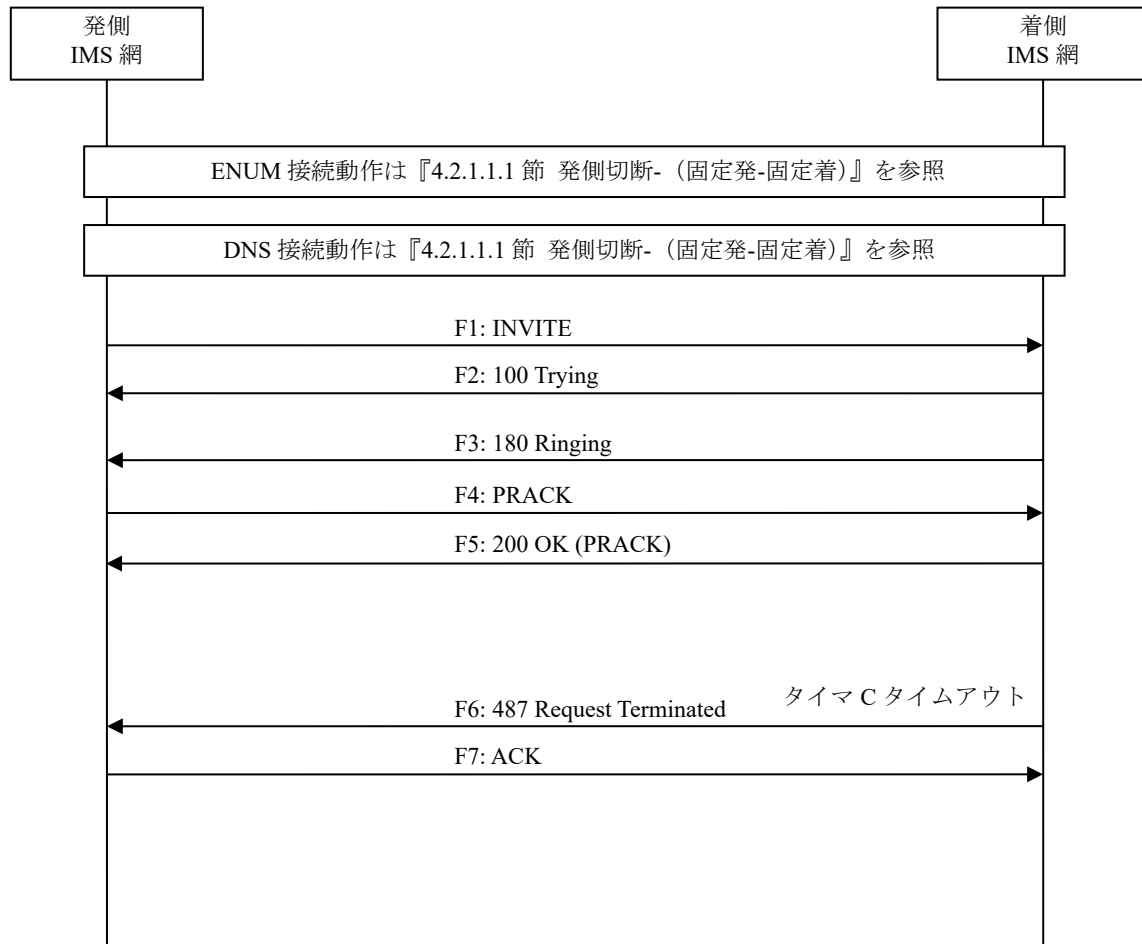 発側
IMS 網
着側
IMS 網
ENUM 接続動作は『4.2.1.1.1 節 発側切断-（固定発-固定着）』を参照
DNS 接続動作は『4.2.1.1.1 節 発側切断-（固定発-固定着）』を参照
F1: INVITE
F2: 100 Trying
F3: 180 Ringing
F4: PRACK
F5: 200 OK (PRACK)
タイマ C タイムアウト
F6: 487 Request Terminated
F7: ACK